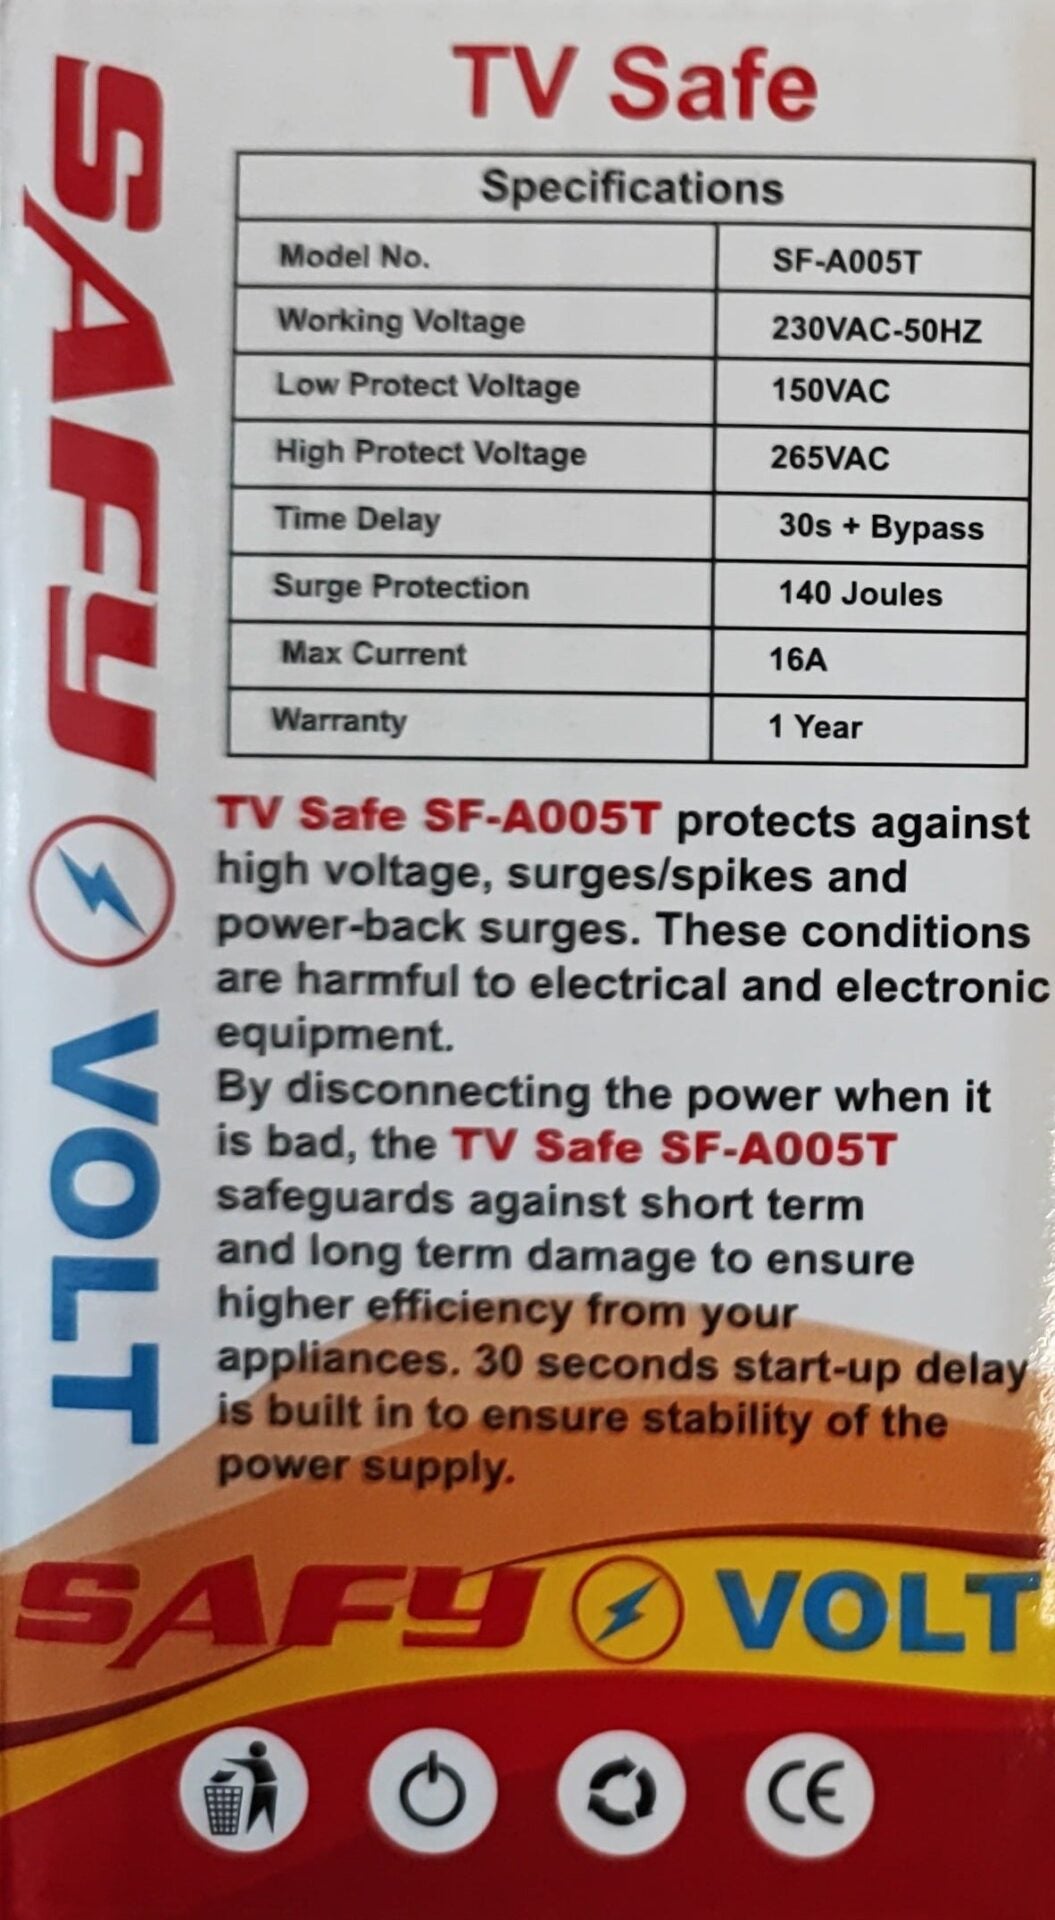 SAFY VOLT
TV Safe
Specifications
Model No. SF-A005T
Working Voltage 230VAC-50HZ
Low Protect Voltage 150VAC
High Protect Voltage 265VAC
Time Delay 30s + Bypass
Surge Protection 140 Joules
Max Current 16A
Warranty 1 Year
TV Safe SF-A005T protects against
high voltage, surges/spikes and
power-back surges. These conditions
are harmful to electrical and electronic
equipment.
By disconnecting the power when it
is bad, the TV Safe SF-A005T
safeguards against short term
and long term damage to ensure
higher efficiency from your
appliances. 30 seconds start-up delay
is built in to ensure stability of the
power supply.
SAFY VOLT
CE